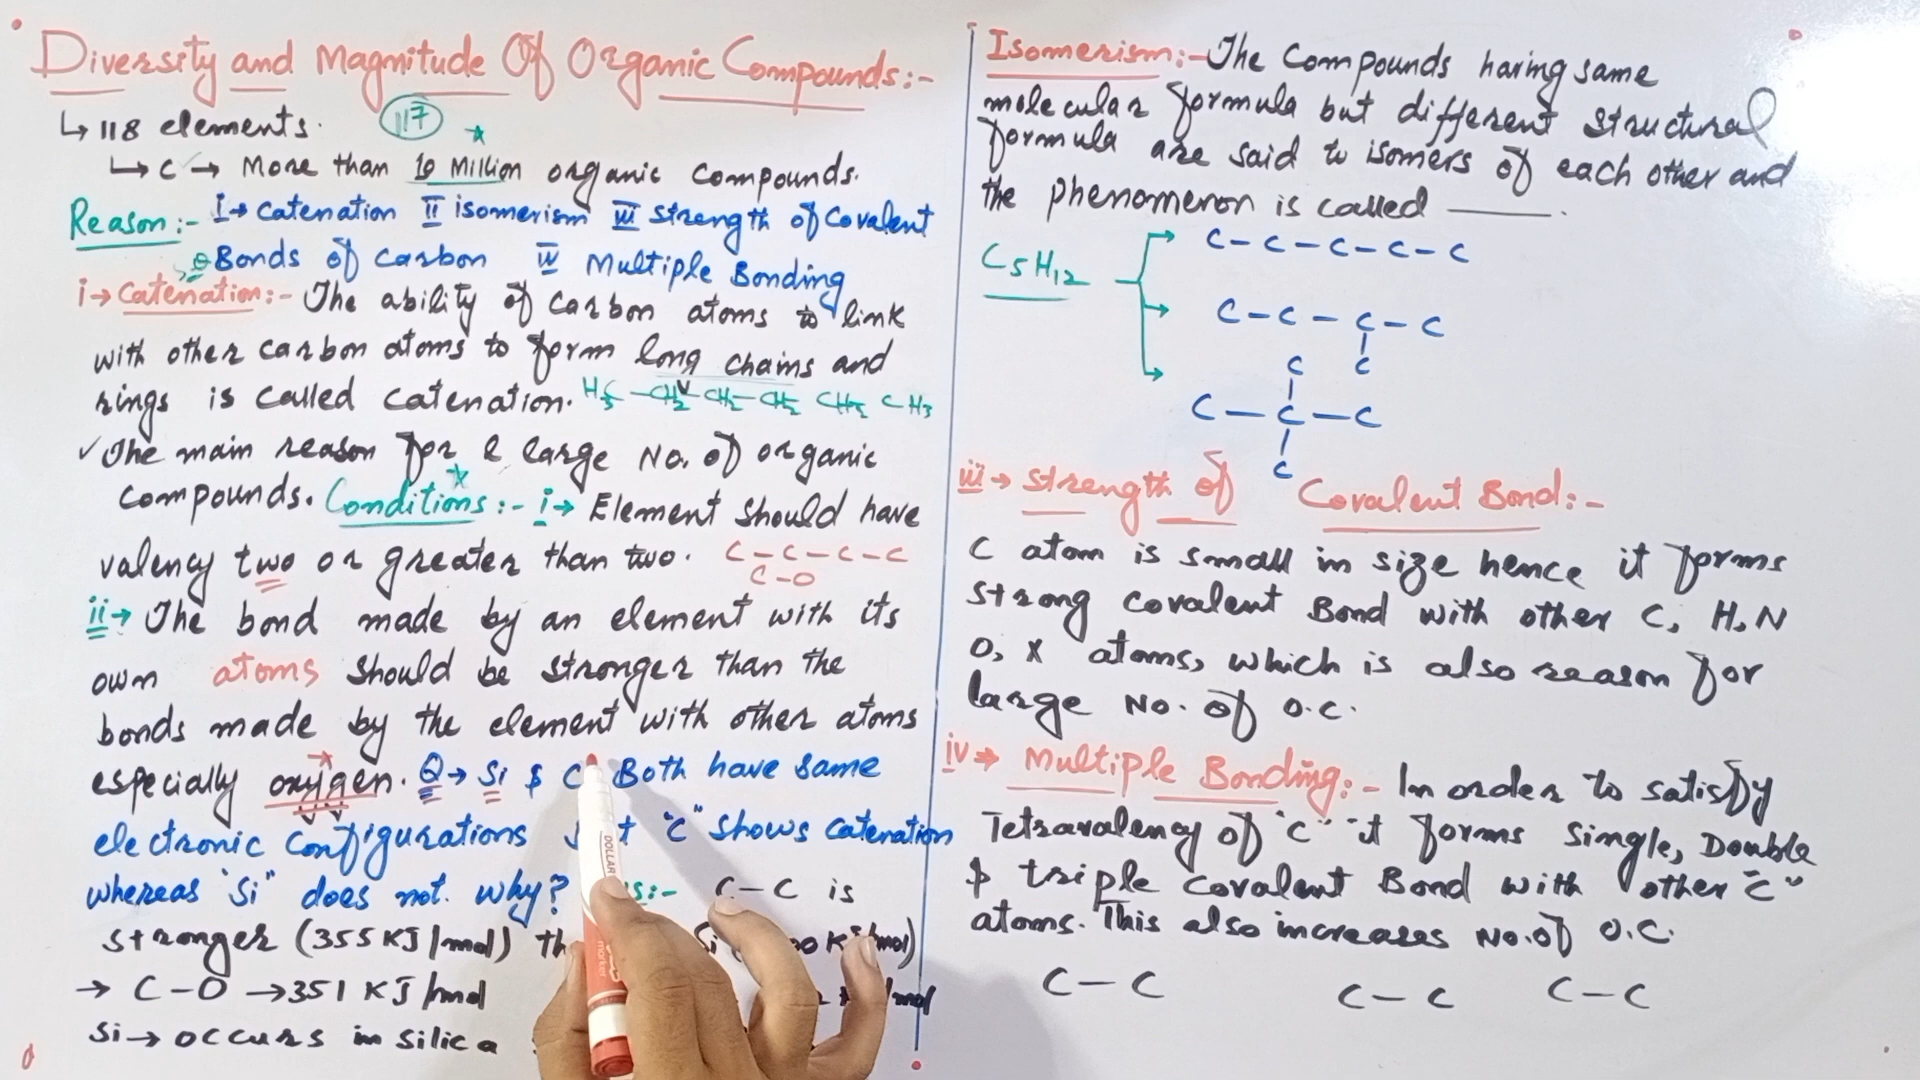 Diversity and Magnitude Of Organic Compounds:-
↳ 118 elements. 117 *
↳ C → More than 10 Million organic compounds.
Reason:- I→ Catenation II isomerism III strength of Covalent
Bonds of carbon IV Multiple Bonding
i→ Catenation:- The ability of carbon atoms to link
with other carbon atoms to form long chains and
rings is called catenation. H3C-CH2-CH2-CH2 CH2 CH3
✓ The main reason for large No. of organic
compounds. Conditions:- i→ Element should have
valency two or greater than two. C-C-C-C
C-O
ii→ The bond made by an element with its
own atoms should be stronger than the
bonds made by the element with other atoms
especially oxygen. Q→ Si $ C Both have same
electronic configurations "C" shows catenation
whereas "Si" does not. why? C-C is
stronger (355 KJ/mol)
→ C-O → 351 KJ/mol
Si → occurs in silica
Isomerism:- The Compounds having same
molecular formula but different structural
formula are said to isomers of each other and
the phenomenon is called ____.
C5H12
C-C-C-C-C
C-C-C-C
C
C
C-C-C
C
iii→ Strength of Covalent Bond:-
C atom is small in size hence it forms
strong covalent Bond with other C, H, N
O, X atoms, which is also reason for
large No. of O.C.
iv→ Multiple Bonding:- In order to satisfy
Tetravalency of "C" it forms single, Double
$ triple covalent Bond with other "C"
atoms. This also increases No. of O.C.
C-C C-C C-C